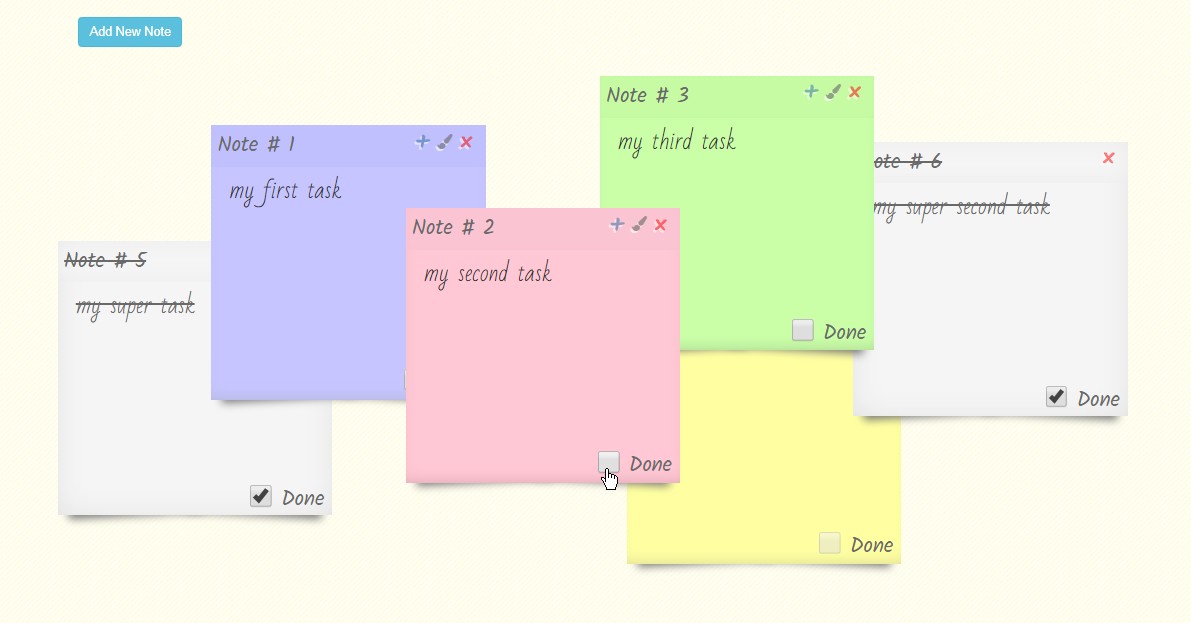 Add New Note
Note # 3
my third task
Done
Note # 1
my first task
ote # 6
my super second task
Done
Note # 2
my second task
Done
Note # 5
my super task
Done
Done